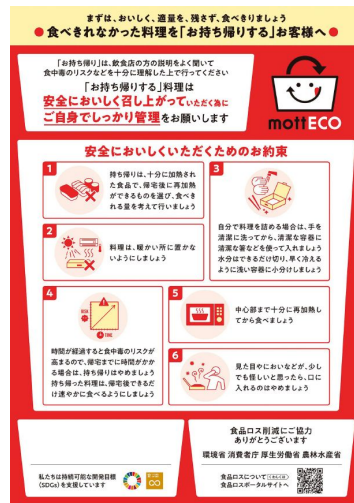 まずは、おいしく、適量を、残さず、食べきりましょう
● 食べきれなかった料理を「お持ち帰りする」お客様へ ●
「お持ち帰り」は、飲食店の方の説明をよく聞いて
食中毒のリスクなどを十分に理解した上で行ってください
「お持ち帰りする」料理は
安全においしく召し上がっていただく為に
ご自身でしっかり管理をお願いします
mottECO
安全においしくいただくためのお約束
1
持ち帰りは、十分に加熱され
た食品で、帰宅後に再加熱
ができるものを選び、食べき
れる量を考えて行いましょう
2
料理は、暖かい所に置かな
いようにしましょう
3
自分で料理を詰める場合は、手を
清潔に洗ってから、清潔な容器に
清潔な箸などを使って入れましょう
水分はできるだけ切り、早く冷える
ように浅い容器に小分けしましょう
4
RISK
TIME
時間が経過すると食中毒のリスクが
高まるので、帰宅までに時間がかか
る場合は、持ち帰りはやめましょう
持ち帰った料理は、帰宅後できるだ
け速やかに食べるようにしましょう
5
中心部まで十分に再加熱し
てから食べましょう
6
見た目やにおいなどが、少し
でも怪しいと思ったら、口に
入れるのはやめましょう
食品ロス削減にご協力
ありがとうございます
環境省 消費者庁 厚生労働省 農林水産省
私たちは持続可能な開発目標
(SDGs)を支援しています
食品ロスについて くわしくは
食品ロスポータルサイトへ